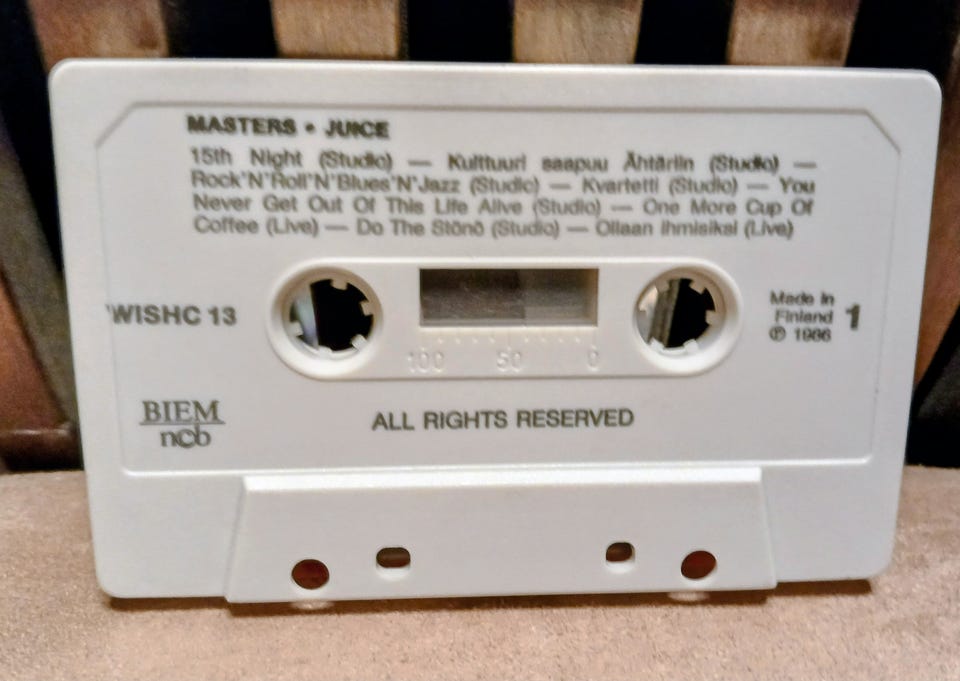 MASTERS • JUICE
15th Night (Studio) — Kulttuuri saapuu Ähtäriin (Studio) —
Rock'N'Roll'N'Blues'N'Jazz (Studio) — Kvartetti (Studio) — You
Never Get Out Of This Life Alive (Studio) — One More Cup Of
Coffee (Live) — Do The Stönö (Studio) — Ollaan ihmisiksi (Live)
WISHC 13
100 50 0
Made in
Finland
℗ 1986
1
BIEM
ncb
ALL RIGHTS RESERVED